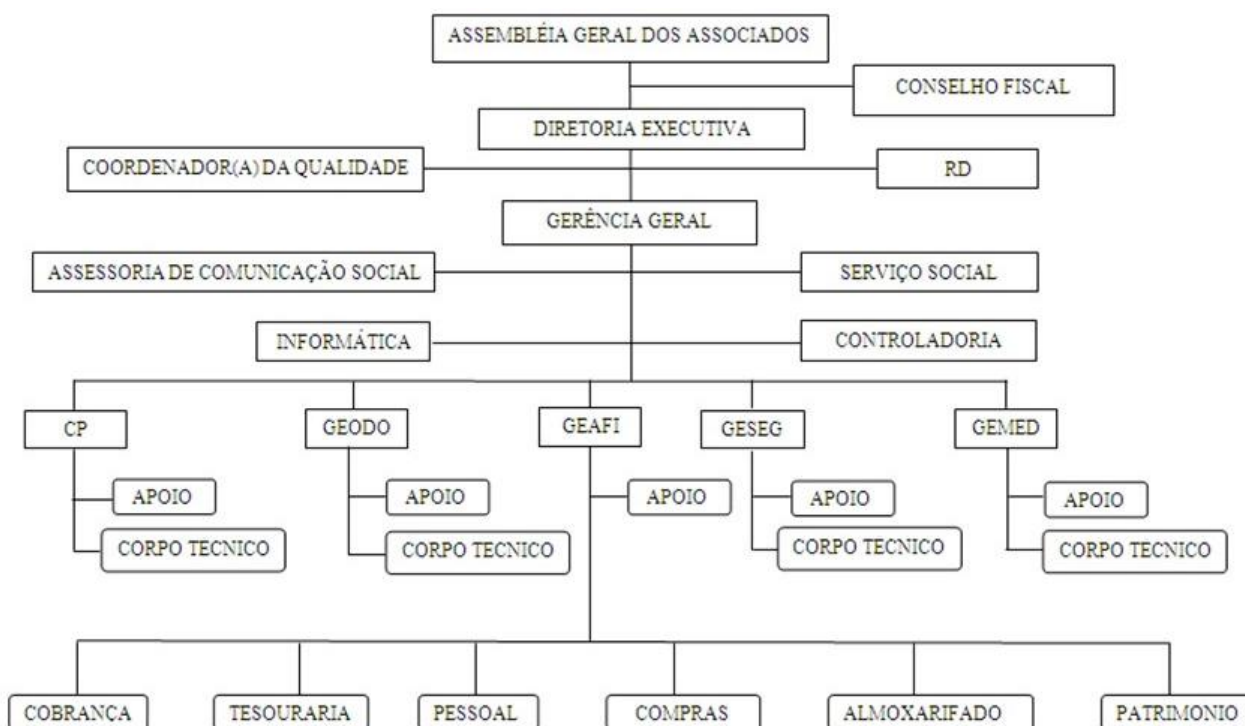 ASSEMBLÉIA GERAL DOS ASSOCIADOS
CONSELHO FISCAL
DIRETORIA EXECUTIVA
COORDENADOR(A) DA QUALIDADE
RD
GERÊNCIA GERAL
ASSESSORIA DE COMUNICAÇÃO SOCIAL
SERVIÇO SOCIAL
INFORMÁTICA
CONTROLADORIA
CP
GEODO
GEAFI
GESEG
GEMED
APOIO
APOIO
APOIO
APOIO
APOIO
CORPO TECNICO
CORPO TECNICO
CORPO TECNICO
CORPO TECNICO
COBRANÇA
TESOURARIA
PESSOAL
COMPRAS
ALMOXARIFADO
PATRIMONIO